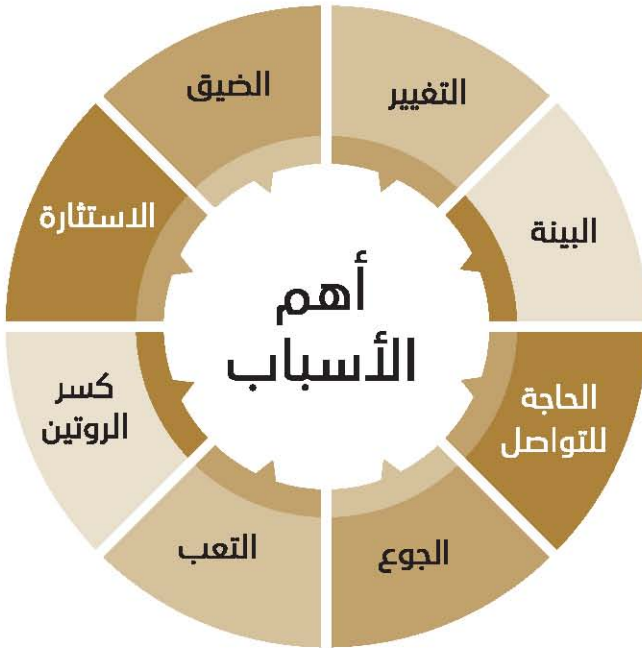 أهم
الأسباب
التغيير
البينة
الحاجة
للتواصل
الجوع
التعب
كسر
الروتين
الاستثارة
الضيق